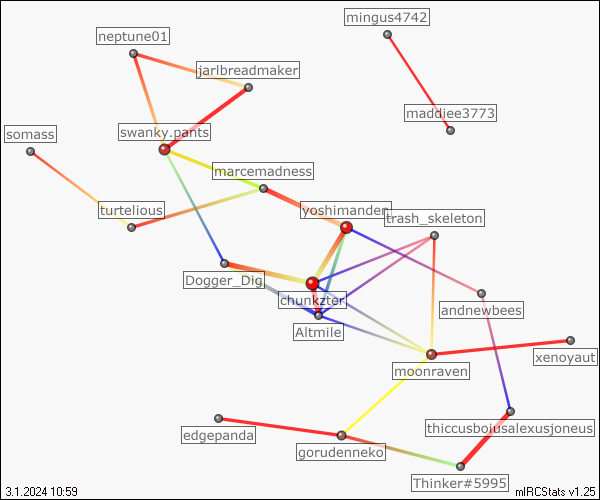 mingus4742
neptune01
jarlbreadmaker
maddiee3773
somass
swanky.pants
marcemadness
turtelious
yoshimander
trash_skeleton
Dogger_Dig
chunkzter
andnewbees
Altmile
xenoyaut
moonraven
edgepanda
thiccusboiusalexusjoneus
gorudenneko
Thinker#5995
3.1.2024 10:59
mIRCStats v1.25